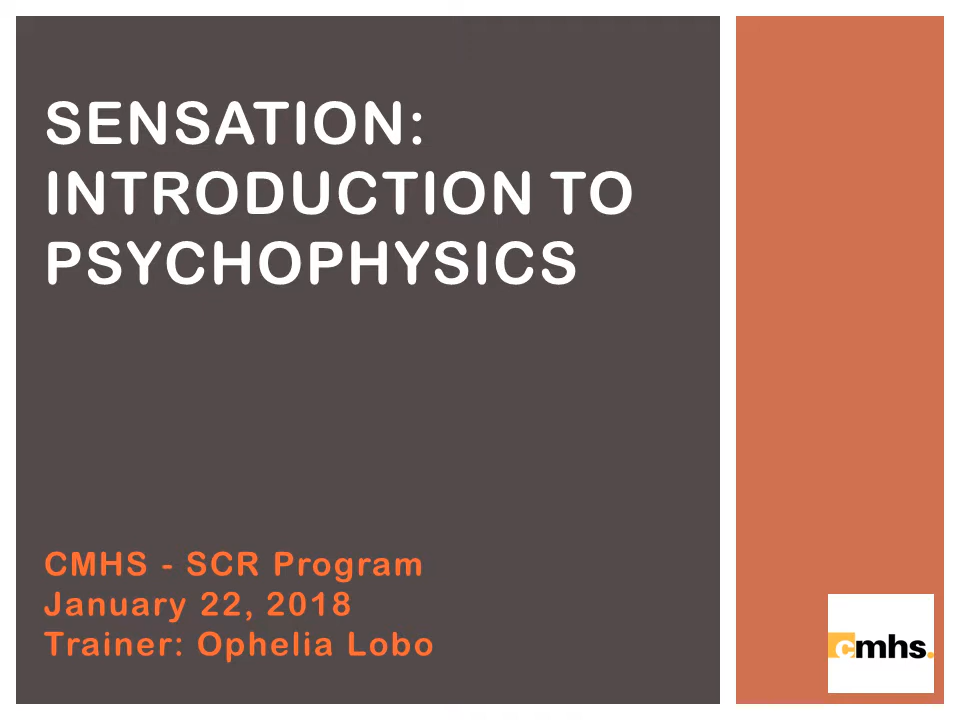 SENSATION:
INTRODUCTION TO
PSYCHOPHYSICS
CMHS - SCR Program
January 22, 2018
Trainer: Ophelia Lobo
cmhs.